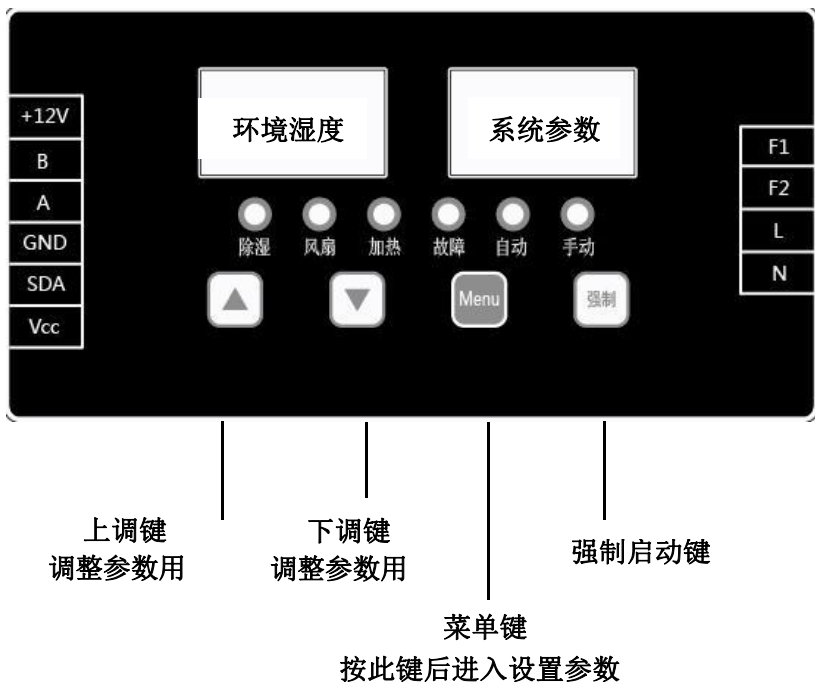 环境湿度
系统参数
+12V
B
A
GND
SDA
Vcc
F1
F2
L
N
除湿 风扇 加热 故障 自动 手动
Menu
强制
上调键
调整参数用
下调键
调整参数用
强制启动键
菜单键
按此键后进入设置参数